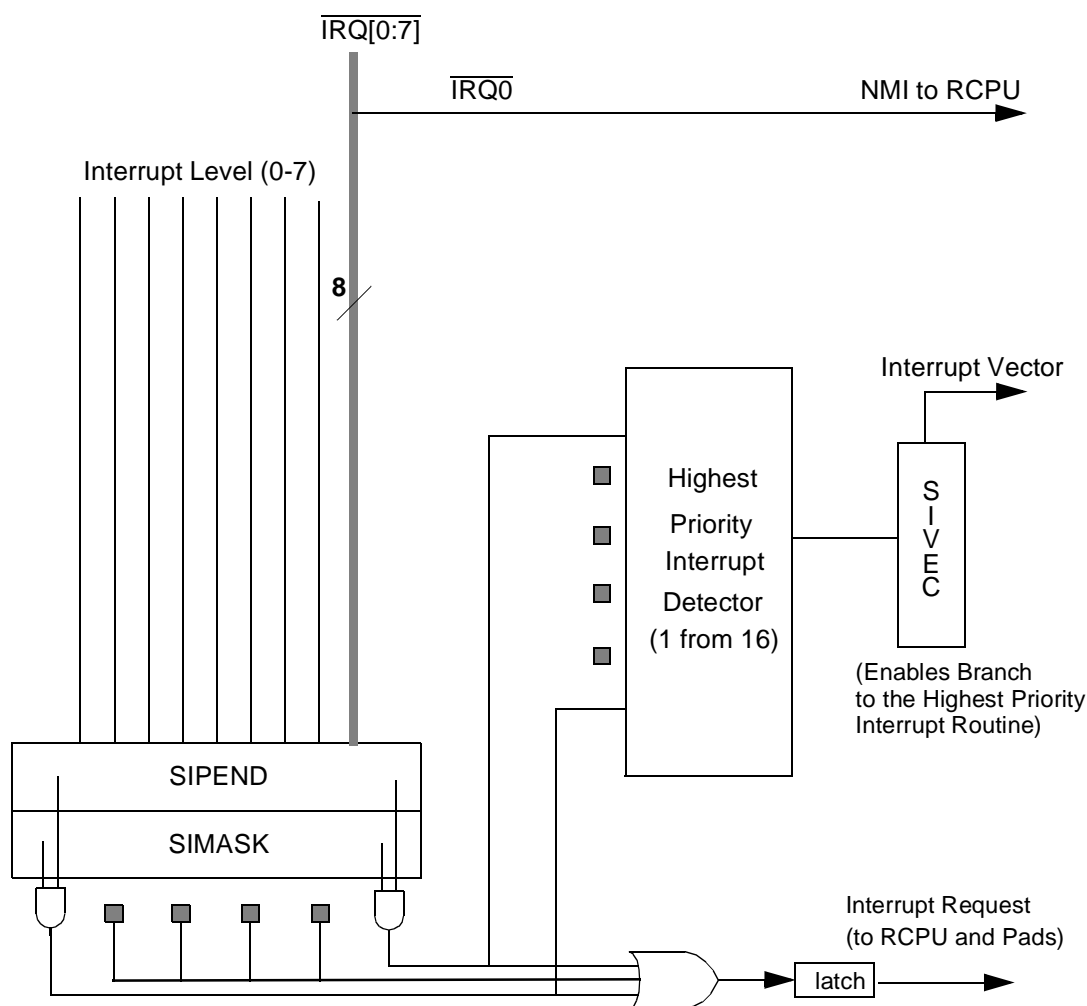 IRQ[0:7]
IRQ0
NMI to RCPU
Interrupt Level (0-7)
8
Interrupt Vector
Highest
Priority
Interrupt
Detector
(1 from 16)
S
I
V
E
C
(Enables Branch
to the Highest Priority
Interrupt Routine)
SIPEND
SIMASK
Interrupt Request
(to RCPU and Pads)
latch